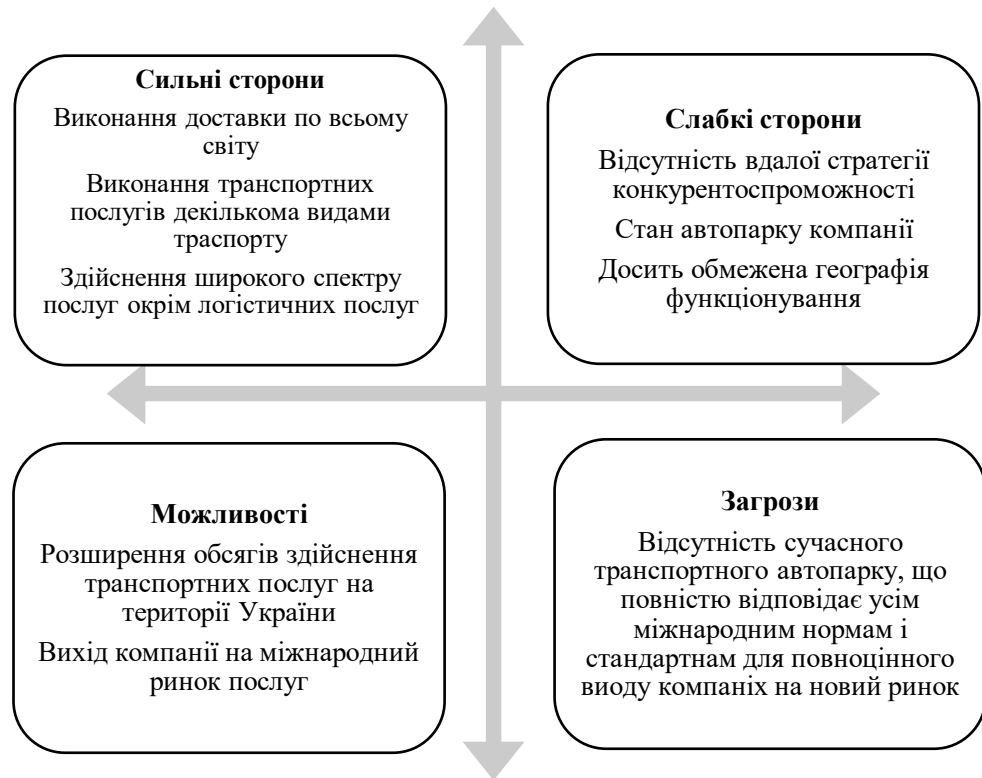 Сильні сторони
Виконання доставки по всьому
світу
Виконання транспортних
послугів декількома видами
траспорту
Здійснення широкого спектру
послуг окрім логістичних послуг
Слабкі сторони
Відсутність вдалої стратегії
конкурентоспроможності
Стан автопарку компанії
Досить обмежена географія
функціонування
Можливості
Розширення обсягів здійснення
транспортних послуг на
території України
Вихід компанії на міжнародний
ринок послуг
Загрози
Відсутність сучасного
транспортного автопарку, що
повністю відповідає усім
міжнародним нормам і
стандартнам для повноцінного
виоду компаніх на новий ринок